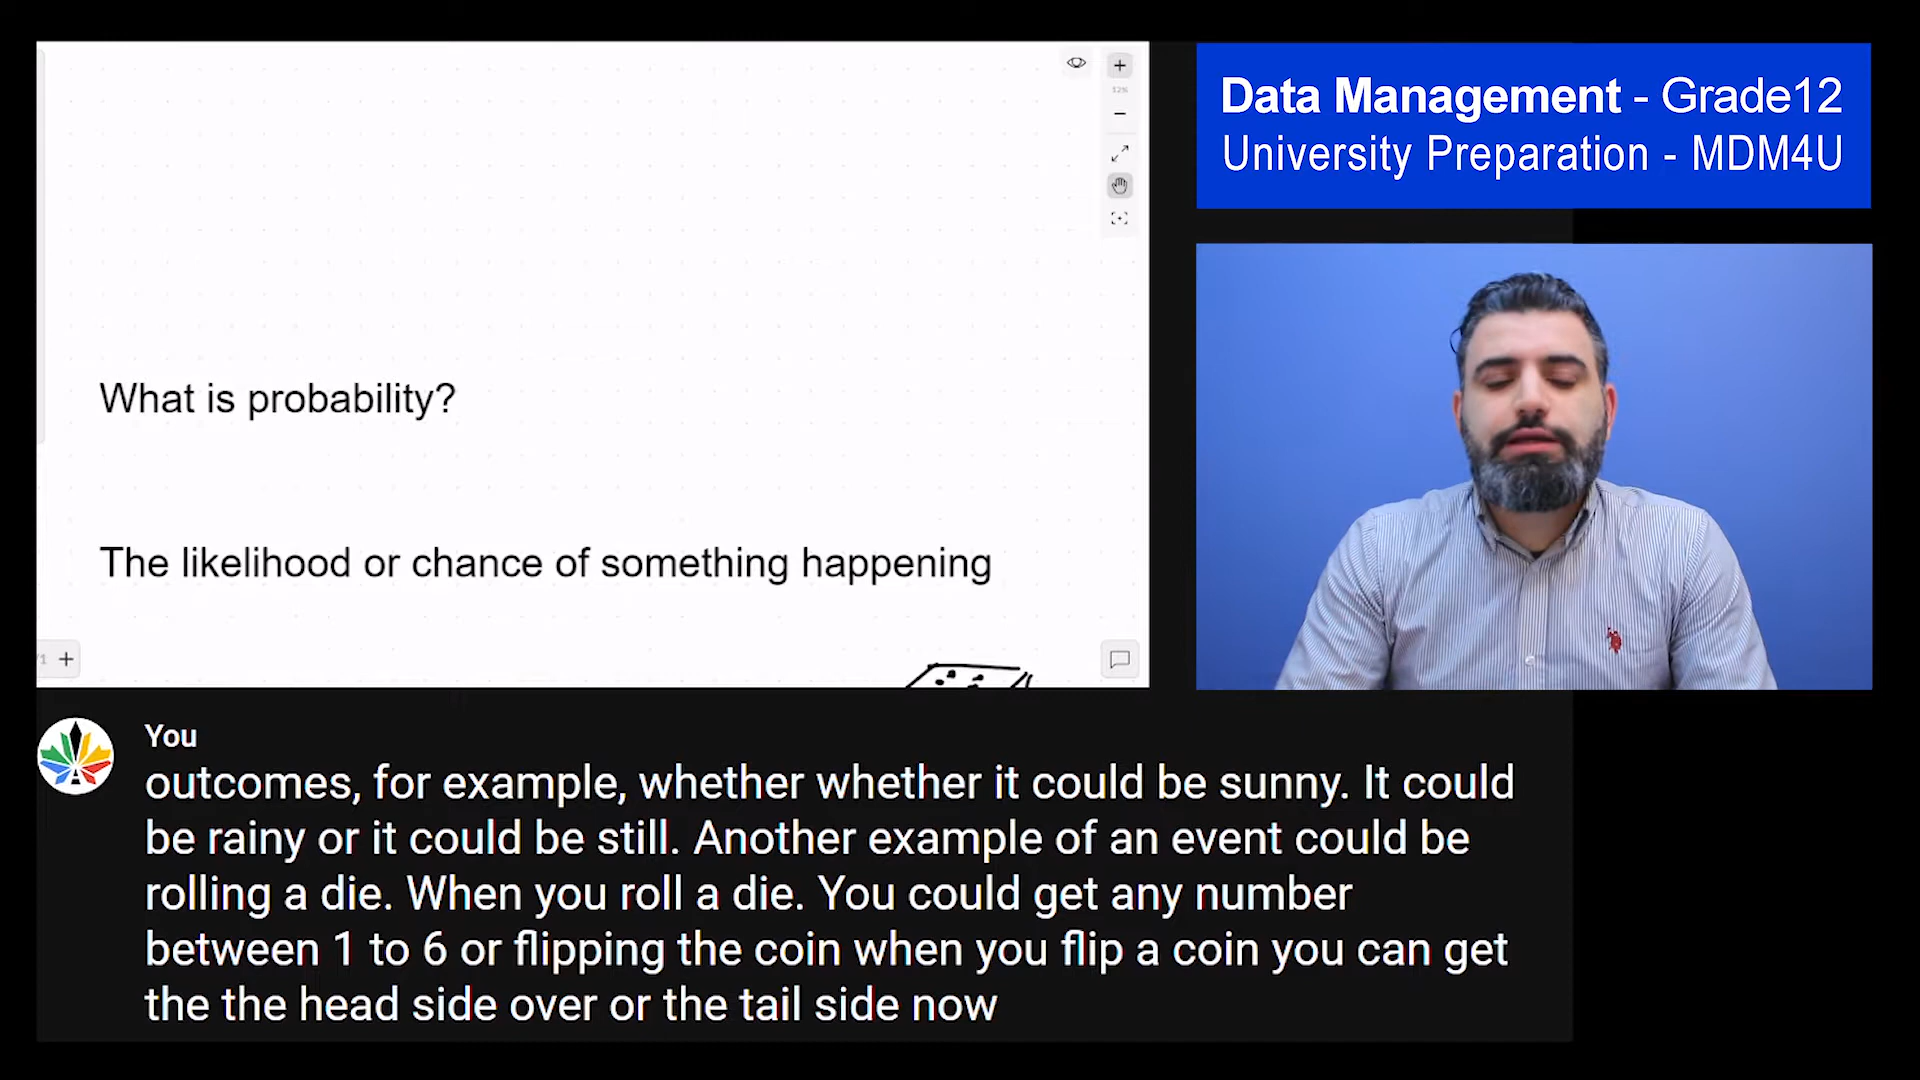 12%
What is probability?
The likelihood or chance of something happening
/1
Data Management - Grade12
University Preparation - MDM4U
You
outcomes, for example, whether whether it could be sunny. It could
be rainy or it could be still. Another example of an event could be
rolling a die. When you roll a die. You could get any number
between 1 to 6 or flipping the coin when you flip a coin you can get
the the head side over or the tail side now